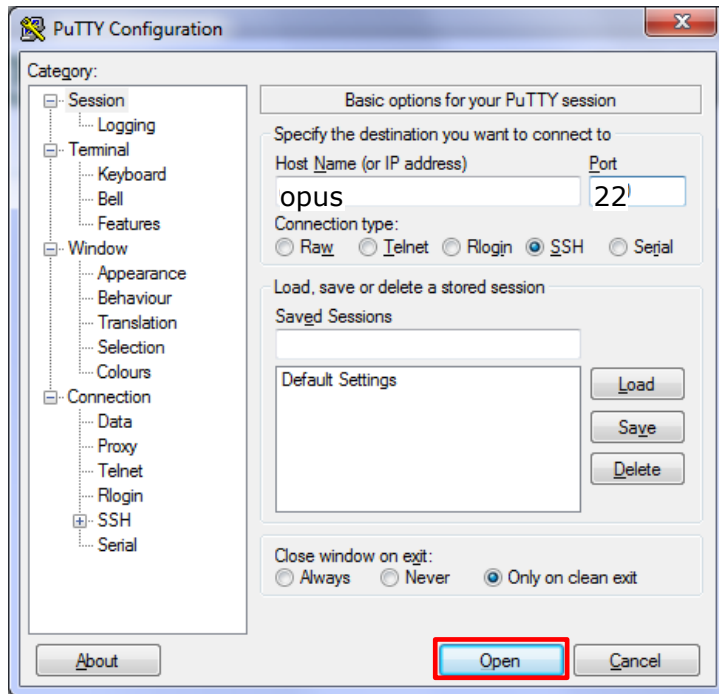 PuTTY Configuration
Category:
Session
Logging
Terminal
Keyboard
Bell
Features
Window
Appearance
Behaviour
Translation
Selection
Colours
Connection
Data
Proxy
Telnet
Rlogin
SSH
Serial
Basic options for your PuTTY session
Specify the destination you want to connect to
Host Name (or IP address) Port
opus 22
Connection type:
Raw Telnet Rlogin SSH Serial
Load, save or delete a stored session
Saved Sessions
Default Settings
Load
Save
Delete
Close window on exit:
Always Never Only on clean exit
About Open Cancel